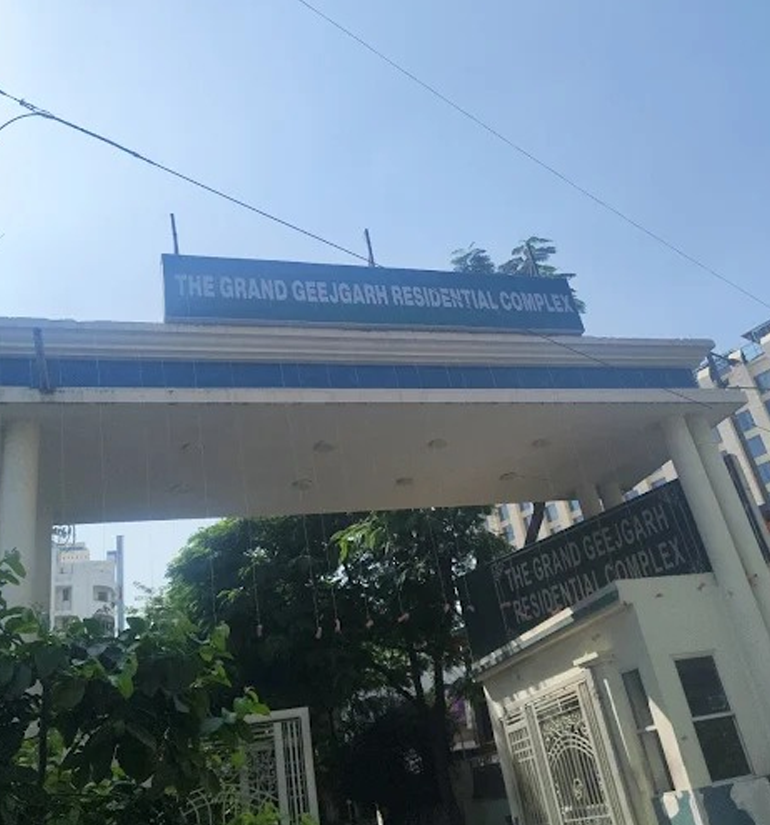 THE GRAND GEEJGARH RESIDENTIAL COMPLEX
THE GRAND GEEJGARH
RESIDENTIAL COMPLEX